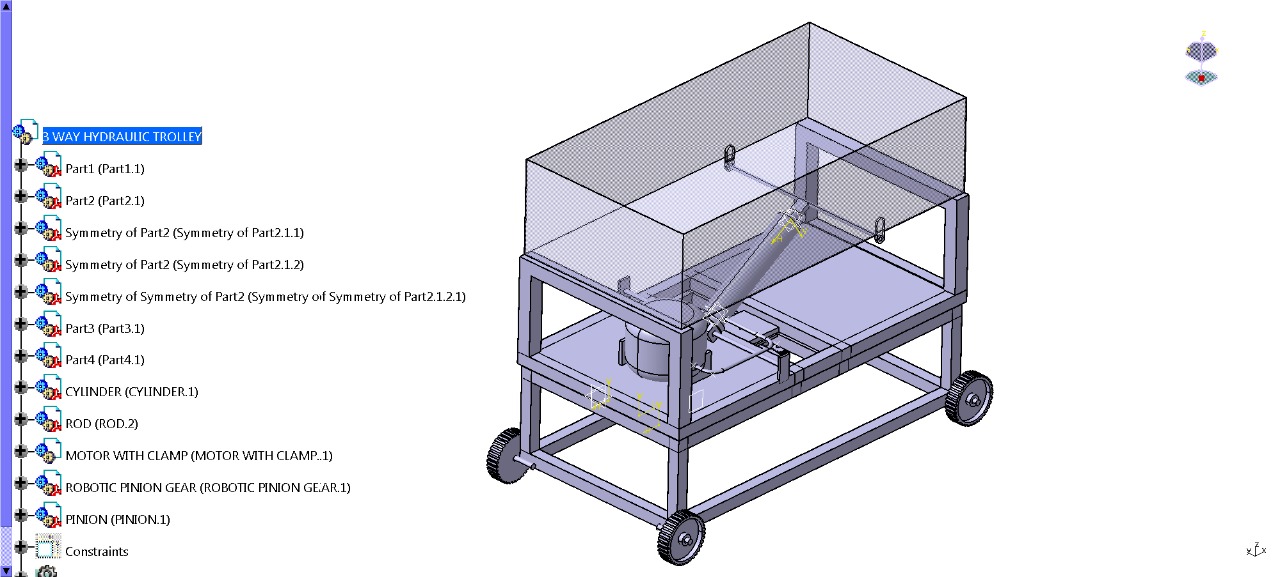 3 WAY HYDRAULIC TROLLEY
Part1 (Part1.1)
Part2 (Part2.1)
Symmetry of Part2 (Symmetry of Part2.1.1)
Symmetry of Part2 (Symmetry of Part2.1.2)
Symmetry of Symmetry of Part2 (Symmetry of Symmetry of Part2.1.2.1)
Part3 (Part3.1)
Part4 (Part4.1)
CYLINDER (CYLINDER.1)
ROD (ROD.2)
MOTOR WITH CLAMP (MOTOR WITH CLAMP..1)
ROBOTIC PINION GEAR (ROBOTIC PINION GEAR.1)
PINION (PINION.1)
Constraints
z
z
x
x